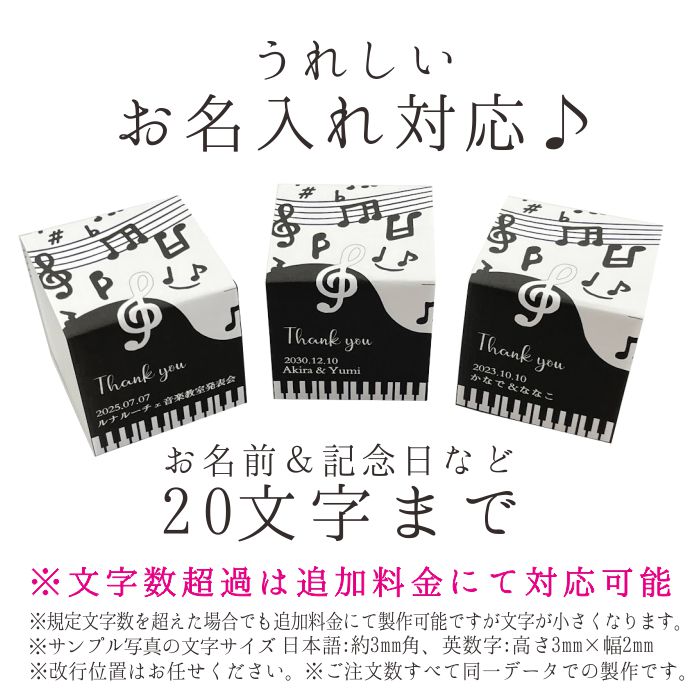 うれしい
お名入れ対応♪
Thank you
2025.07.07
ルナルーチェ音楽教室発表会
Thank you
2030.12.10
Akira & Yumi
Thank you
2023.10.10
かなで&ななこ
お名前&記念日など
20文字まで
※文字数超過は追加料金にて対応可能
※規定文字数を超えた場合でも追加料金にて製作可能ですが文字が小さくなります。
※サンプル写真の文字サイズ 日本語:約3mm角、英数字:高さ3mm×幅2mm
※改行位置はお任せください。※ご注文数すべて同一データでの製作です。